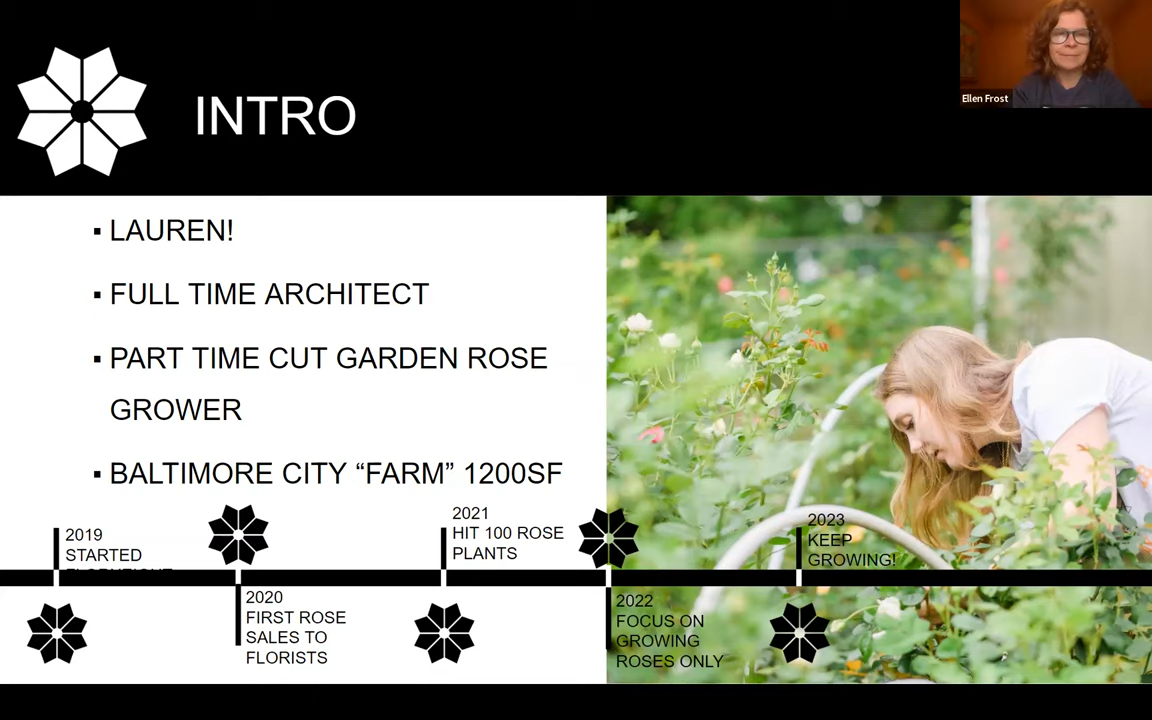 INTRO
Ellen Frost
▪ LAUREN!
▪ FULL TIME ARCHITECT
▪ PART TIME CUT GARDEN ROSE
GROWER
▪ BALTIMORE CITY “FARM” 1200SF
2019
STARTED
2020
FIRST ROSE
SALES TO
FLORISTS
2021
HIT 100 ROSE
PLANTS
2022
FOCUS ON
GROWING
ROSES ONLY
2023
KEEP
GROWING!